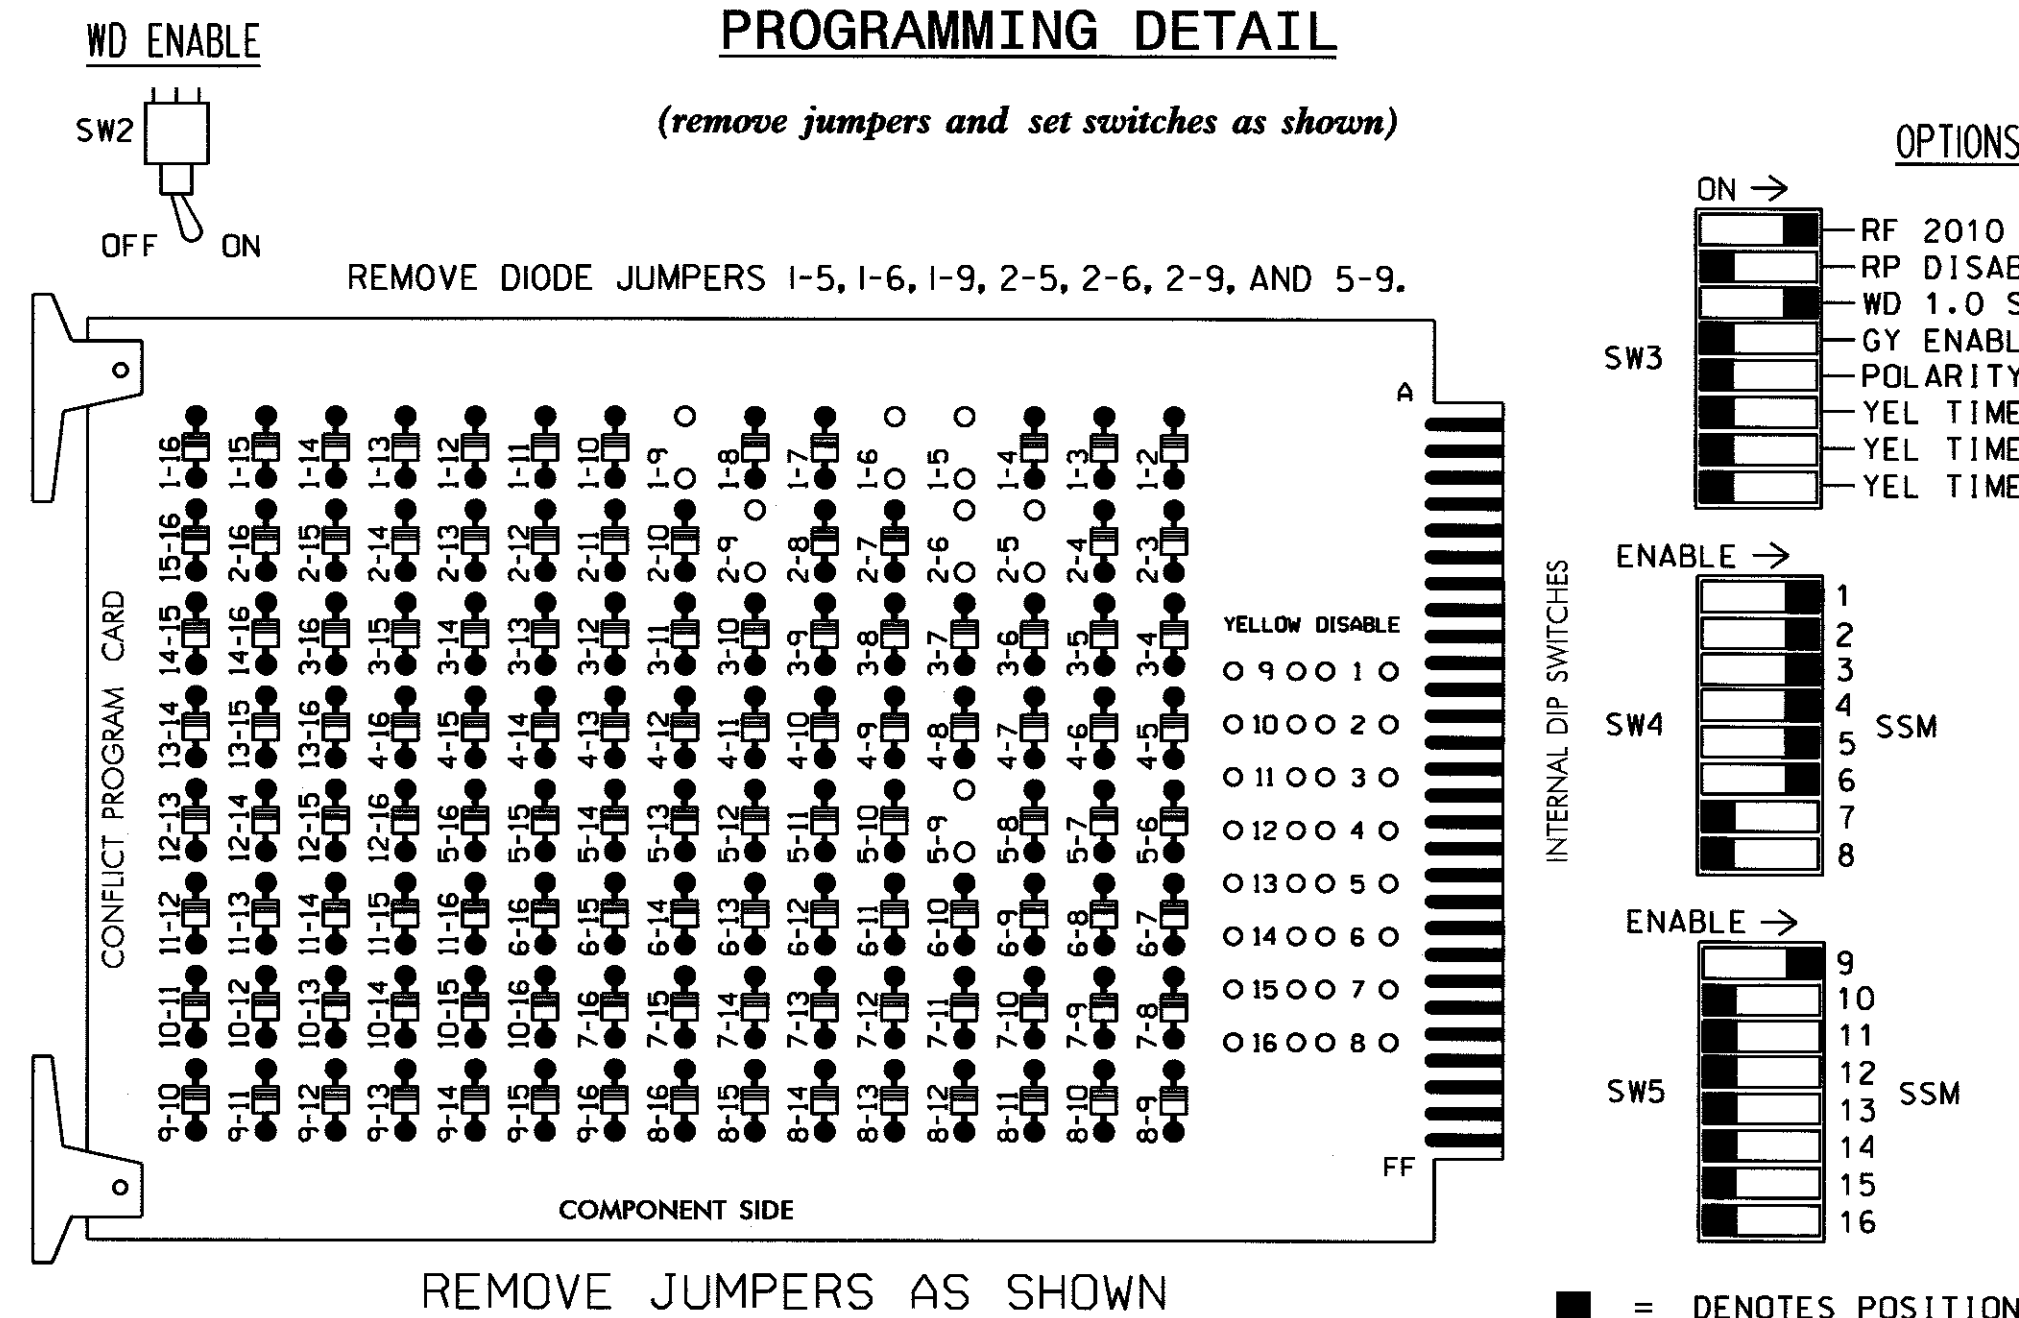 PROGRAMMING DETAIL
WD ENABLE
(remove jumpers and set switches as shown)
SW2
OFF ON
OPTIONS
ON →
REMOVE DIODE JUMPERS 1-5, 1-6, 1-9, 2-5, 2-6, 2-9, AND 5-9.
RF 2010
RP DISAB
WD 1.0 S
GY ENABL
SW3
POLARITY
YEL TIME
YEL TIME
YEL TIME
A
1-16 1-15 1-14 1-13 1-12 1-11 1-10 1-9 1-8 1-7 1-6 1-5 1-4 1-3 1-2
15-16 2-16 2-15 2-14 2-13 2-12 2-11 2-10 2-9 2-8 2-7 2-6 2-5 2-4 2-3
14-15 14-16 3-16 3-15 3-14 3-13 3-12 3-11 3-10 3-9 3-8 3-7 3-6 3-5 3-4
13-14 13-15 13-16 4-16 4-15 4-14 4-13 4-12 4-11 4-10 4-9 4-8 4-7 4-6 4-5
12-13 12-14 12-15 12-16 5-16 5-15 5-14 5-13 5-12 5-11 5-10 5-9 5-8 5-7 5-6
11-12 11-13 11-14 11-15 11-16 6-16 6-15 6-14 6-13 6-12 6-11 6-10 6-9 6-8 6-7
10-11 10-12 10-13 10-14 10-15 10-16 7-16 7-15 7-14 7-13 7-12 7-11 7-10 7-9 7-8
9-10 9-11 9-12 9-13 9-14 9-15 9-16 8-16 8-15 8-14 8-13 8-12 8-11 8-10 8-9
CONFLICT PROGRAM CARD
YELLOW DISABLE
9 1
10 2
11 3
12 4
13 5
14 6
15 7
16 8
FF
COMPONENT SIDE
INTERNAL DIP SWITCHES
ENABLE →
1
2
3
4
5
6
7
8
SW4
SSM
ENABLE →
9
10
11
12
13
14
15
16
SW5
SSM
REMOVE JUMPERS AS SHOWN
= DENOTES POSITION